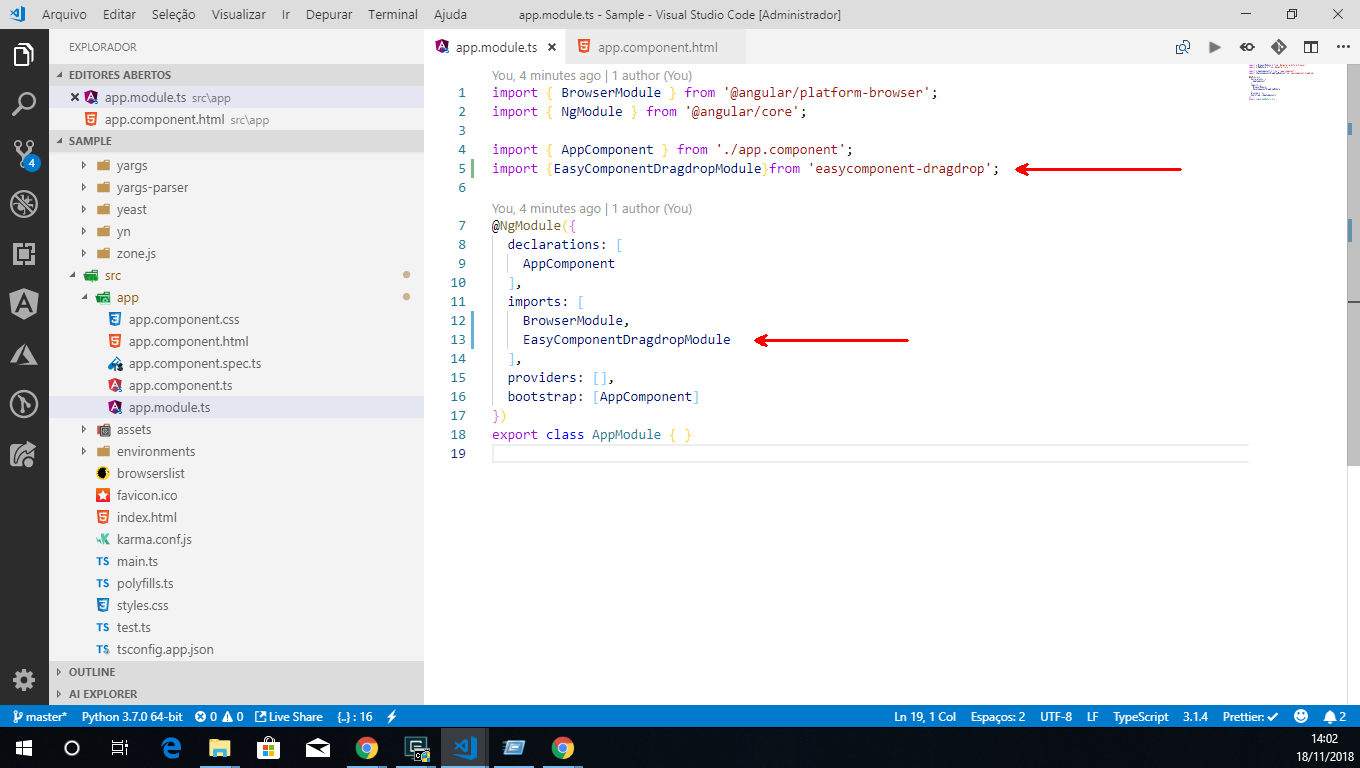 Arquivo Editar Seleção Visualizar Ir Depurar Terminal Ajuda app.module.ts - Sample - Visual Studio Code [Administrador]
EXPLORADOR
EDITORES ABERTOS
app.module.ts src\app
app.component.html src\app
SAMPLE
yargs
yargs-parser
yeast
yn
zone.js
src
app
app.component.css
app.component.html
app.component.spec.ts
app.component.ts
app.module.ts
assets
environments
browserslist
favicon.ico
index.html
karma.conf.js
main.ts
polyfills.ts
styles.css
test.ts
tsconfig.app.json
OUTLINE
AI EXPLORER
4
app.module.ts app.component.html
You, 4 minutes ago | 1 author (You)
1 import { BrowserModule } from '@angular/platform-browser';
2 import { NgModule } from '@angular/core';
3
4 import { AppComponent } from './app.component';
5 import {EasyComponentDragdropModule}from 'easycomponent-dragdrop';
6
You, 4 minutes ago | 1 author (You)
7 @NgModule({
8 declarations: [
9 AppComponent
10 ],
11 imports: [
12 BrowserModule,
13 EasyComponentDragdropModule
14 ],
15 providers: [],
16 bootstrap: [AppComponent]
17 })
18 export class AppModule { }
19
master* Python 3.7.0 64-bit 0 0 Live Share {..} : 16 Ln 19, 1 Col Espaços: 2 UTF-8 LF TypeScript 3.1.4 Prettier: ✓ 2
14:02
18/11/2018